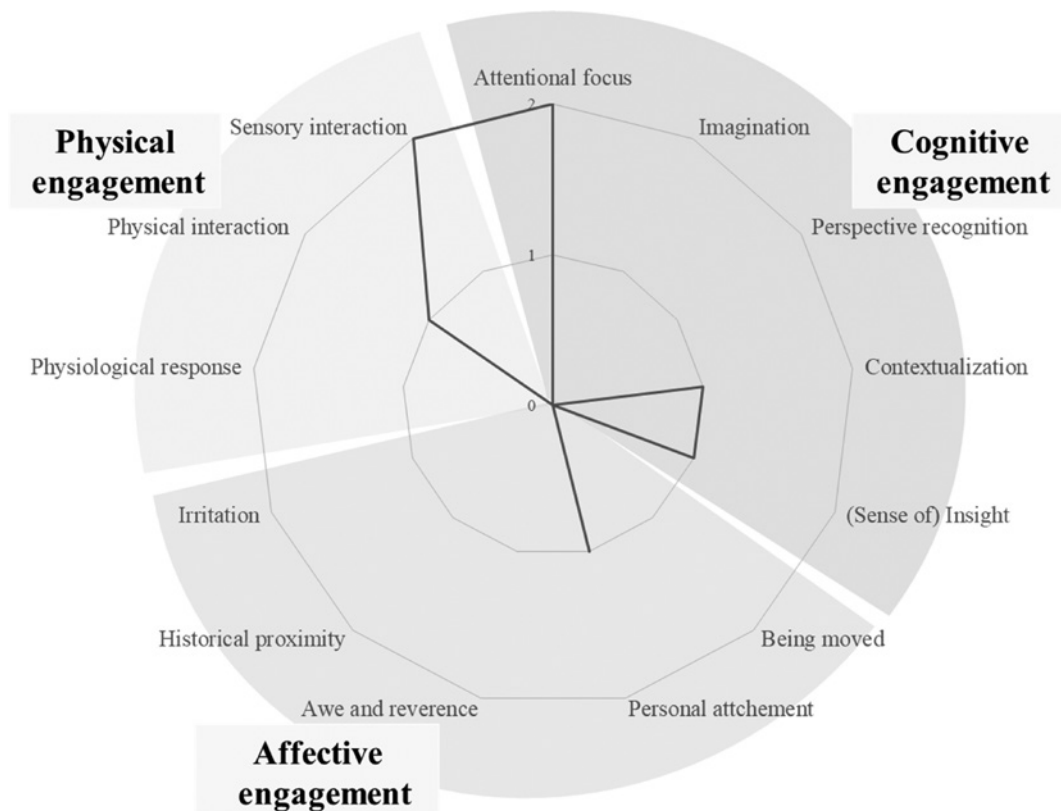 Attentional focus
2
Sensory interaction
Imagination
Physical
engagement
Cognitive
engagement
Physical interaction
Perspective recognition
1
Physiological response
Contextualization
0
Irritation
(Sense of) Insight
Historical proximity
Being moved
Awe and reverence
Personal attchement
Affective
engagement